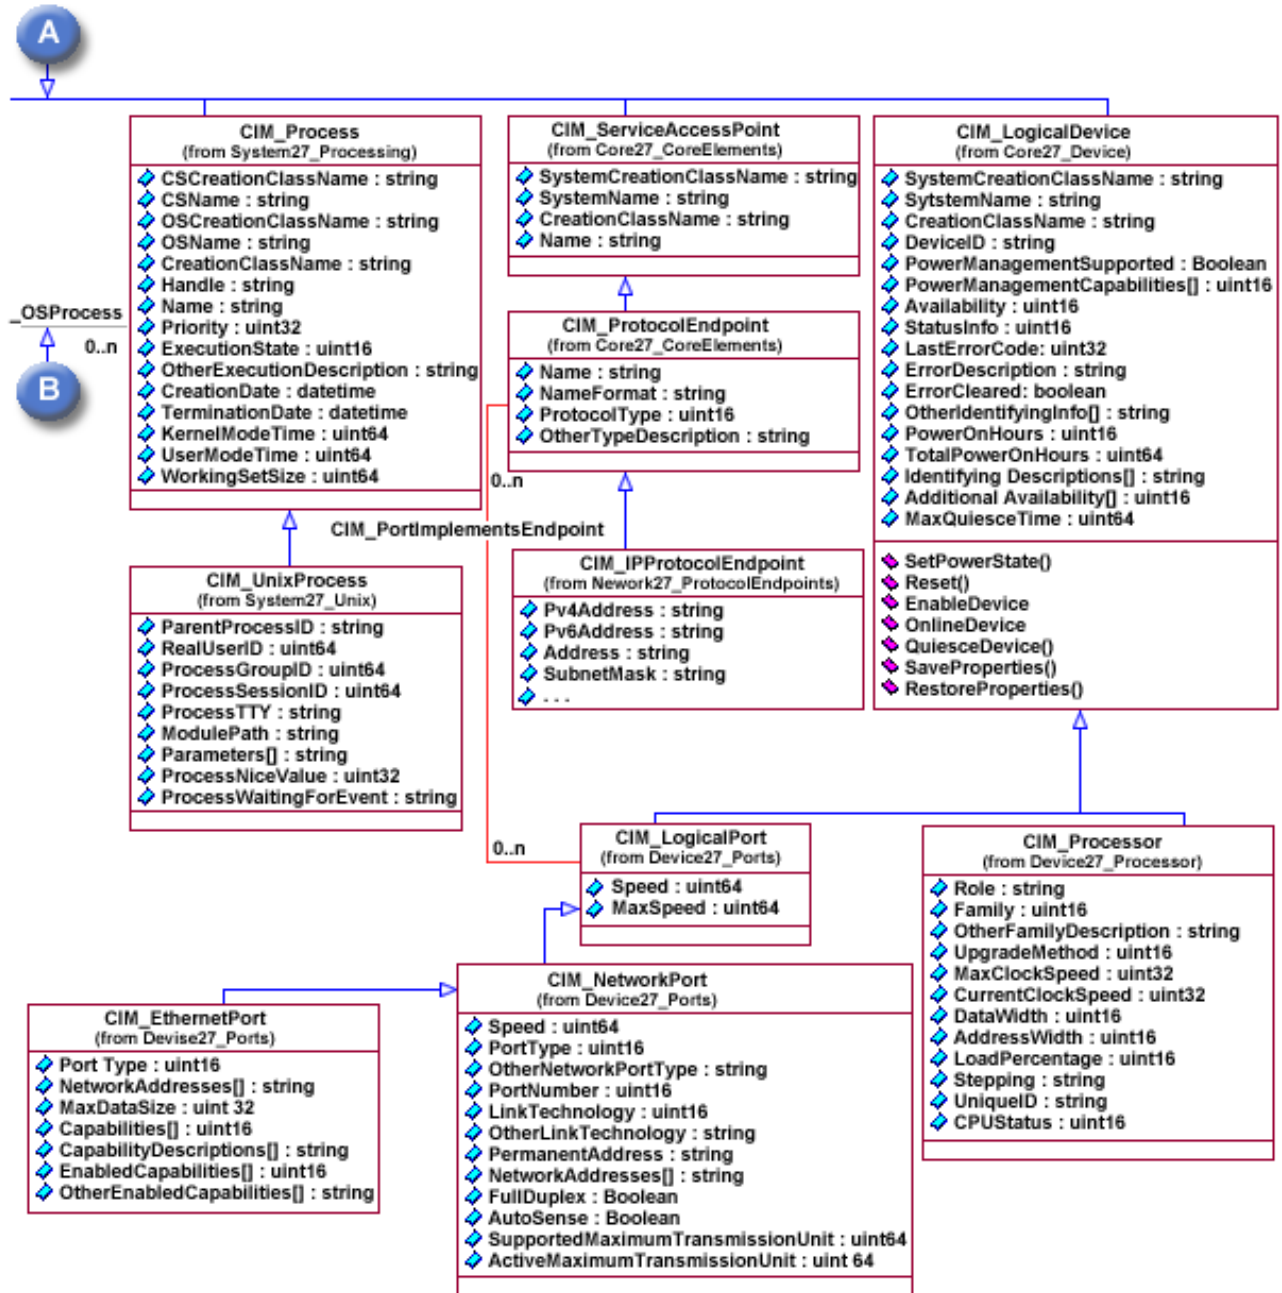 A
CIM_Process
(from System27_Processing)
CSCreationClassName : string
CSName : string
OSCreationClassName : string
OSName : string
CreationClassName : string
Handle : string
Name : string
Priority : uint32
ExecutionState : uint16
OtherExecutionDescription : string
CreationDate : datetime
TerminationDate : datetime
KernelModeTime : uint64
UserModeTime : uint64
WorkingSetSize : uint64
_OSProcess
0..n
B
CIM_UnixProcess
(from System27_Unix)
ParentProcessID : string
RealUserID : uint64
ProcessGroupID : uint64
ProcessSessionID : uint64
ProcessTTY : string
ModulePath : string
Parameters[] : string
ProcessNiceValue : uint32
ProcessWaitingForEvent : string
CIM_ServiceAccessPoint
(from Core27_CoreElements)
SystemCreationClassName : string
SystemName : string
CreationClassName : string
Name : string
CIM_ProtocolEndpoint
(from Core27_CoreElements)
Name : string
NameFormat : string
ProtocolType : uint16
OtherTypeDescription : string
0..n
CIM_PortImplementsEndpoint
CIM_IPProtocolEndpoint
(from Nework27_ProtocolEndpoints)
Pv4Address : string
Pv6Address : string
Address : string
SubnetMask : string
. . .
CIM_LogicalDevice
(from Core27_Device)
SystemCreationClassName : string
SytstemName : string
CreationClassName : string
DeviceID : string
PowerManagementSupported : Boolean
PowerManagementCapabilities[] : uint16
Availability : uint16
StatusInfo : uint16
LastErrorCode: uint32
ErrorDescription : string
ErrorCleared: boolean
OtherIdentifyingInfo[] : string
PowerOnHours : uint16
TotalPowerOnHours : uint64
Identifying Descriptions[] : string
Additional Availability[] : uint16
MaxQuiesceTime : uint64
SetPowerState()
Reset()
EnableDevice
OnlineDevice
QuiesceDevice()
SaveProperties()
RestoreProperties()
0..n
CIM_LogicalPort
(from Device27_Ports)
Speed : uint64
MaxSpeed : uint64
CIM_Processor
(from Device27_Processor)
Role : string
Family : uint16
OtherFamilyDescription : string
UpgradeMethod : uint16
MaxClockSpeed : uint32
CurrentClockSpeed : uint32
DataWidth : uint16
AddressWidth : uint16
LoadPercentage : uint16
Stepping : string
UniqueID : string
CPUStatus : uint16
CIM_EthernetPort
(from Devise27_Ports)
Port Type : uint16
NetworkAddresses[] : string
MaxDataSize : uint 32
Capabilities[] : uint16
CapabilityDescriptions[] : string
EnabledCapabilities[] : uint16
OtherEnabledCapabilities[] : string
CIM_NetworkPort
(from Device27_Ports)
Speed : uint64
PortType : uint16
OtherNetworkPortType : string
PortNumber : uint16
LinkTechnology : uint16
OtherLinkTechnology : string
PermanentAddress : string
NetworkAddresses[] : string
FullDuplex : Boolean
AutoSense : Boolean
SupportedMaximumTransmissionUnit : uint64
ActiveMaximumTransmissionUnit : uint 64